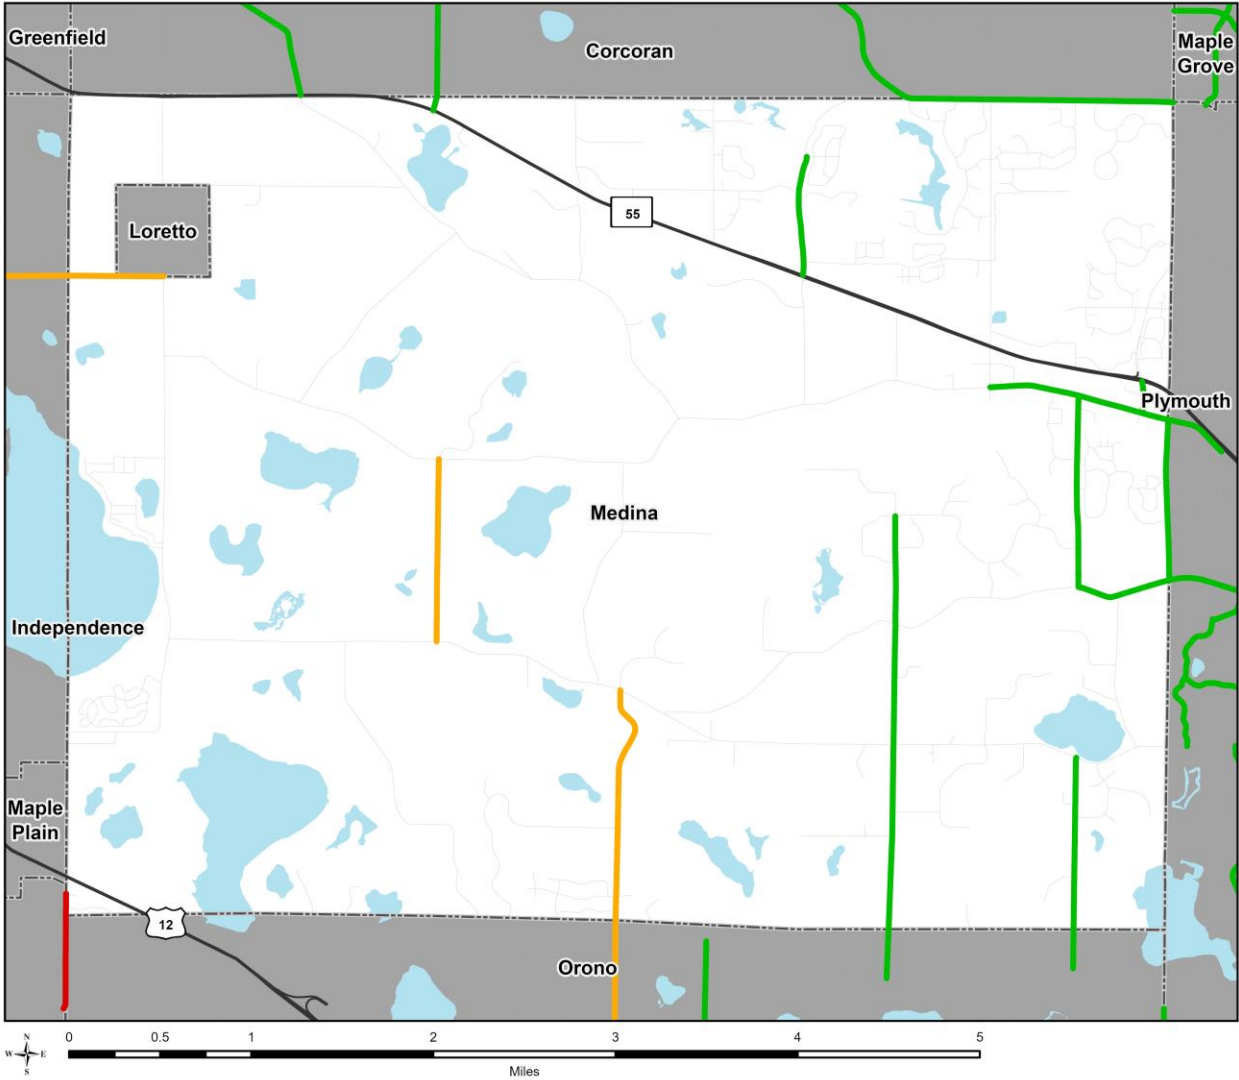 Greenfield
Corcoran
Maple
Grove
55
Loretto
Plymouth
Medina
Independence
Maple
Plain
12
Orono
N
W E
S
0 0.5 1 2 3 4 5
Miles